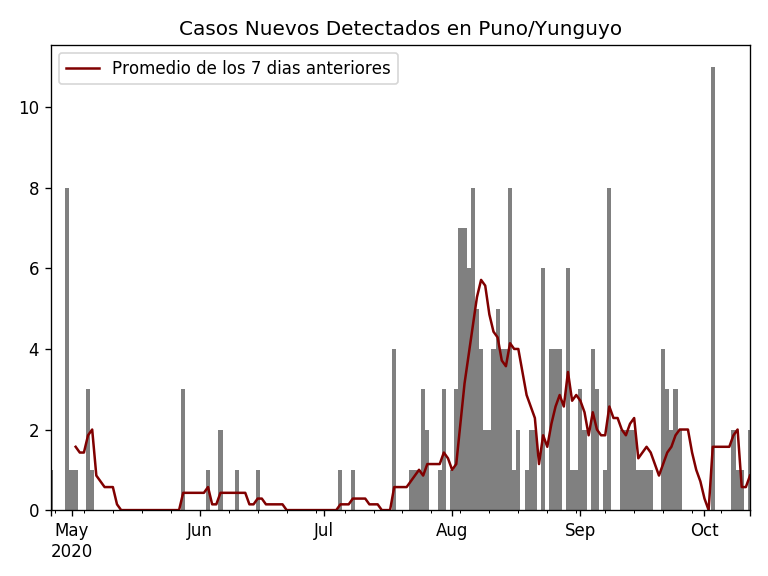 Casos Nuevos Detectados en Puno/Yunguyo
Promedio de los 7 dias anteriores
10
8
6
4
2
0
May Jun Jul Aug Sep Oct
2020